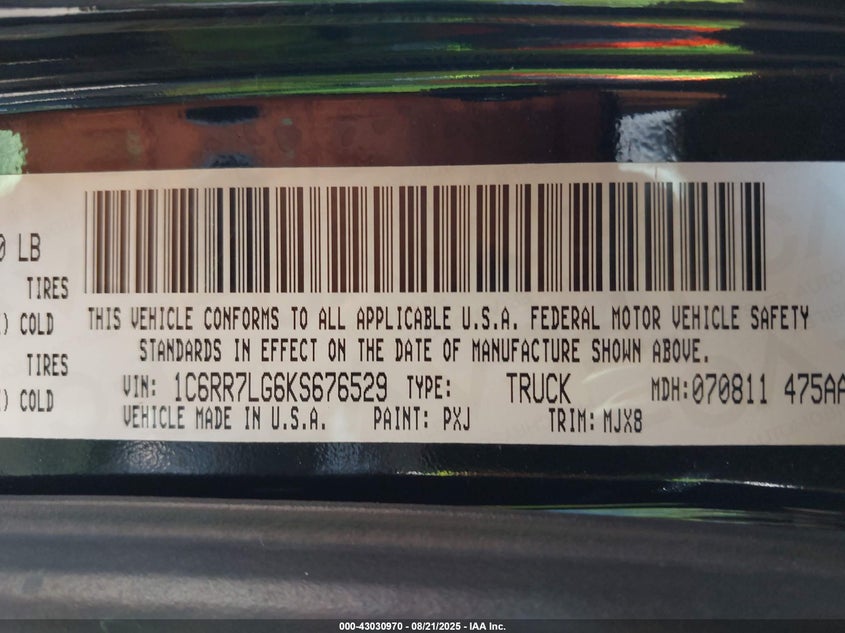 0 LB
TIRES
) COLD
TIRES
) COLD
THIS VEHICLE CONFORMS TO ALL APPLICABLE U.S.A. FEDERAL MOTOR VEHICLE SAFETY
STANDARDS IN EFFECT ON THE DATE OF MANUFACTURE SHOWN ABOVE.
VIN: 1C6RR7LG6KS676529 TYPE: TRUCK MDH:070811 475AA
VEHICLE MADE IN U.S.A. PAINT: PXJ TRIM: MJX8
000-43030970 - 08/21/2025 - IAA Inc.